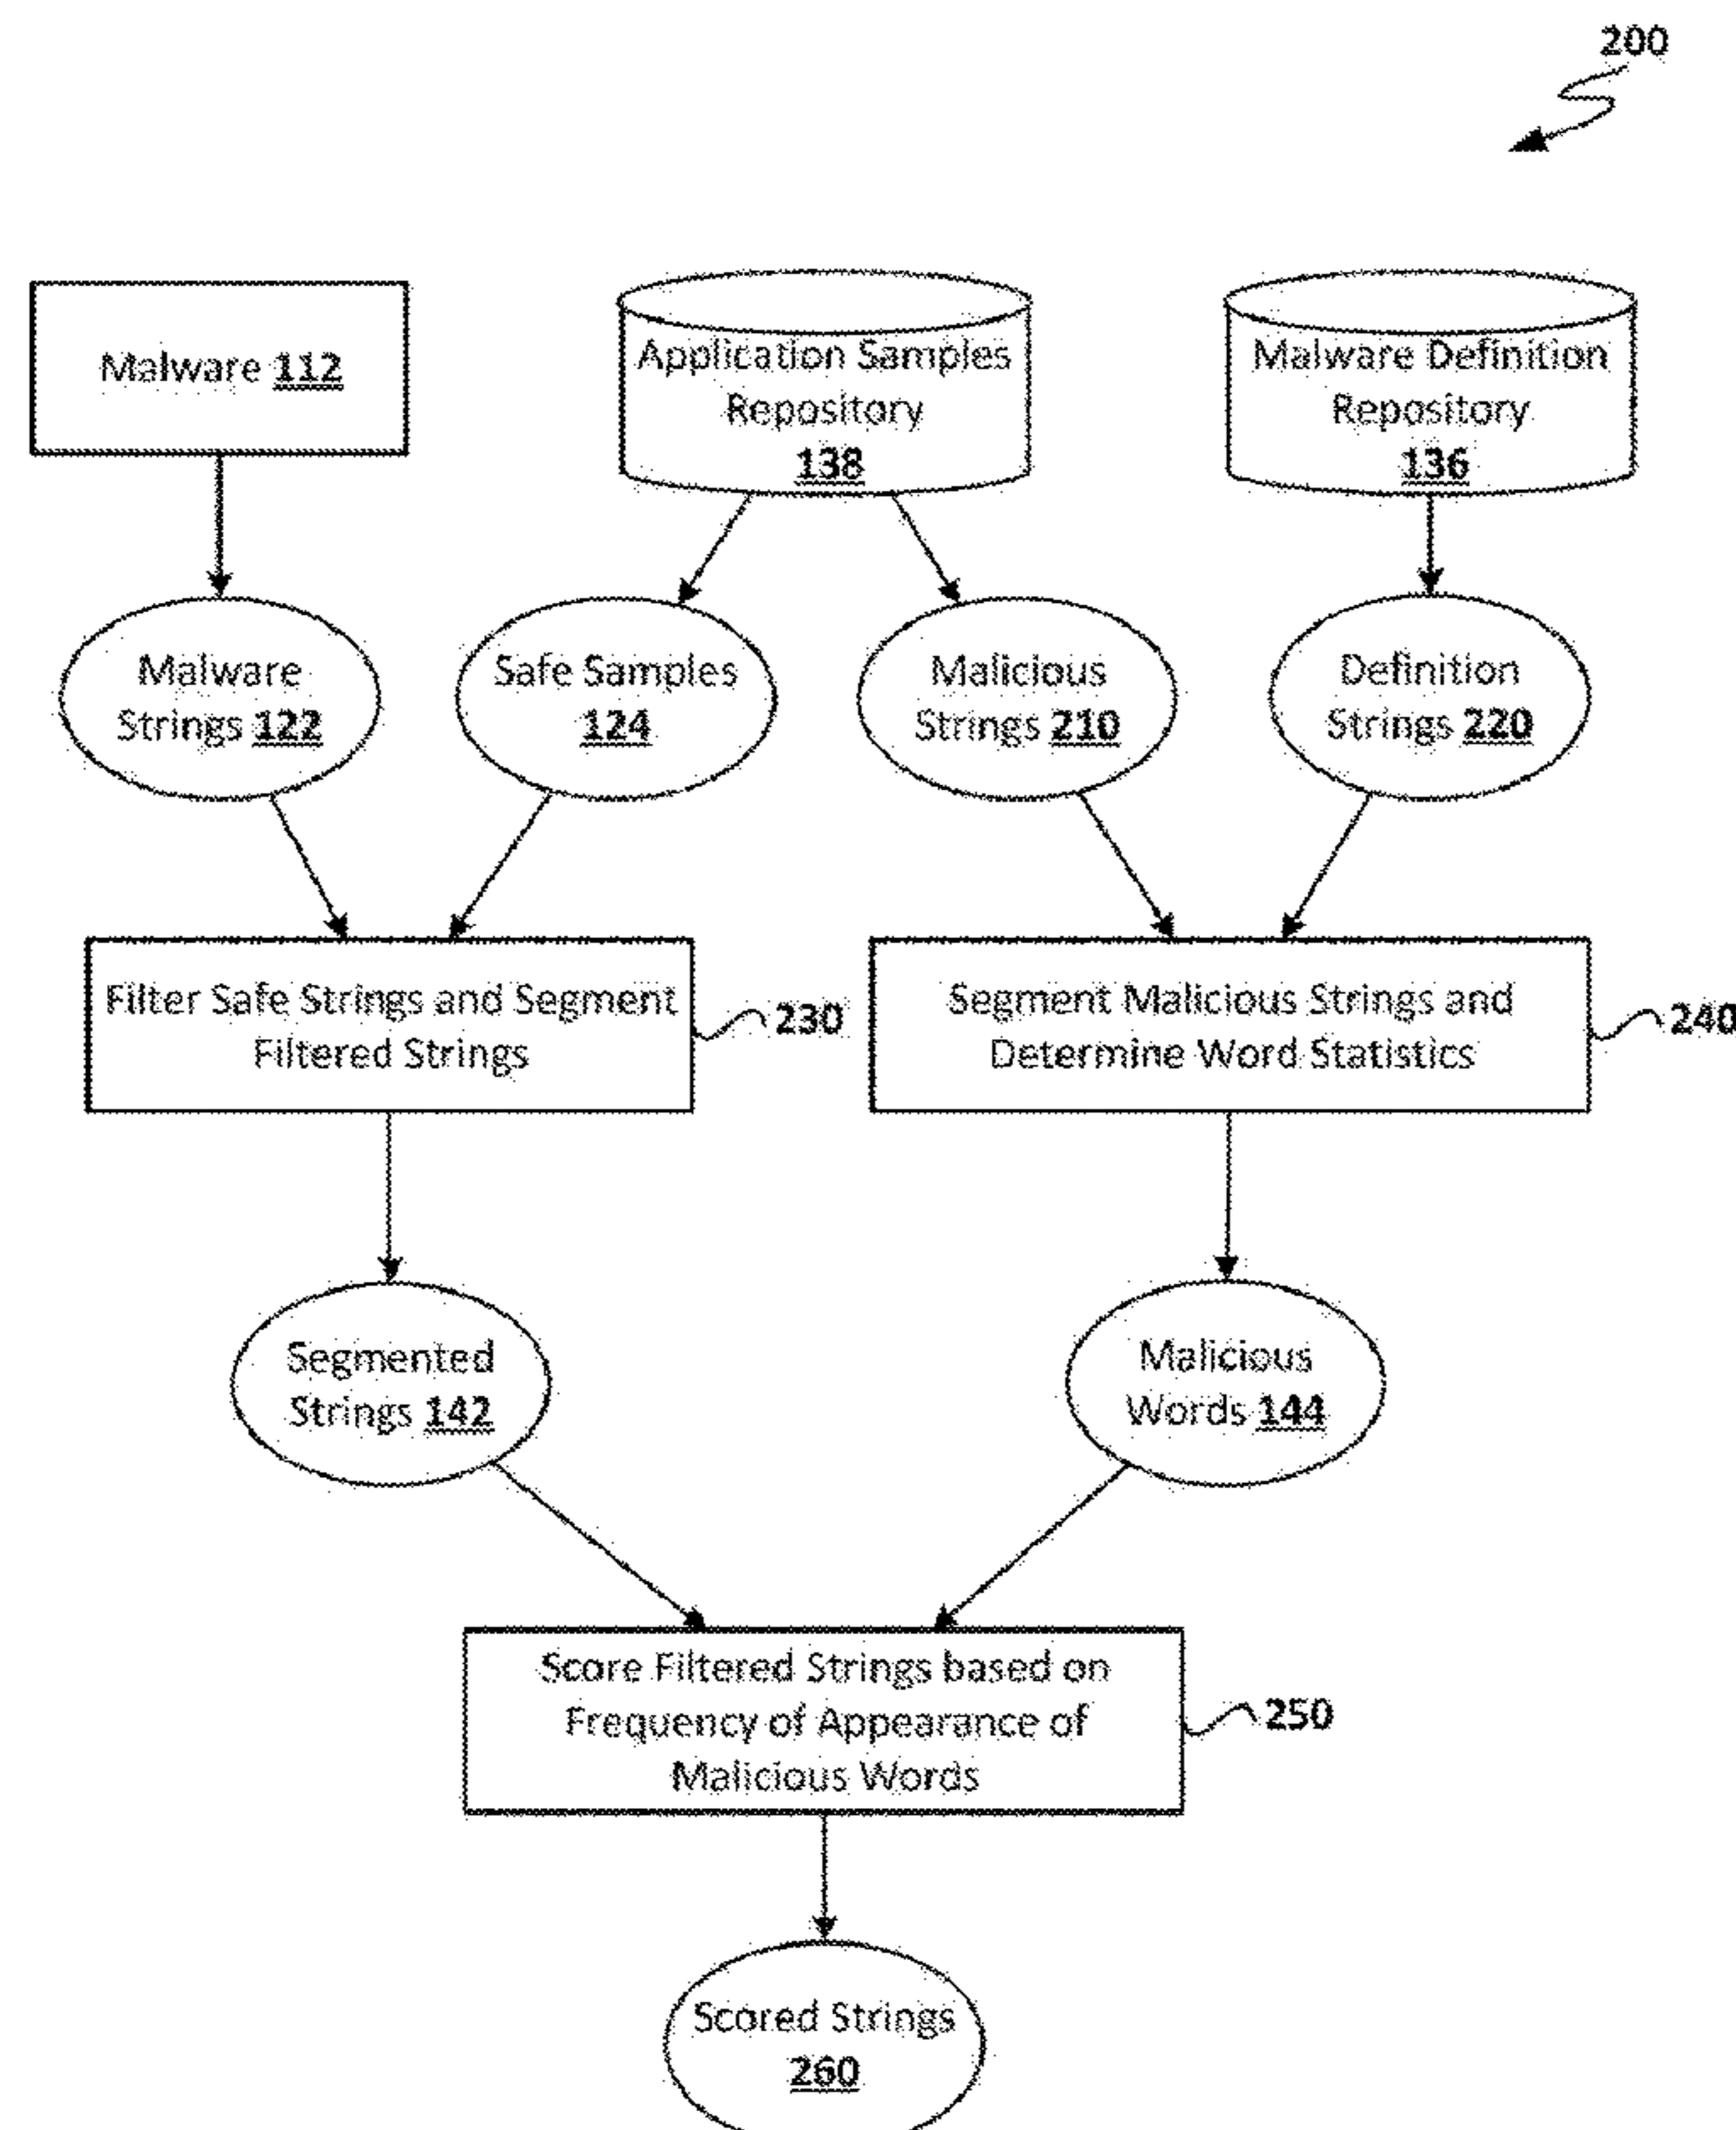 200
Malware 112
Application Samples
Repository
138
Malware Definition
Repository
136
Malware
Strings 122
Safe Samples
124
Malicious
Strings 210
Definition
Strings 220
Filter Safe Strings and Segment
Filtered Strings
230
Segment Malicious Strings and
Determine Word Statistics
240
Segmented
Strings 142
Malicious
Words 144
Score Filtered Strings based on
Frequency of Appearance of
Malicious Words
250
Scored Strings
260